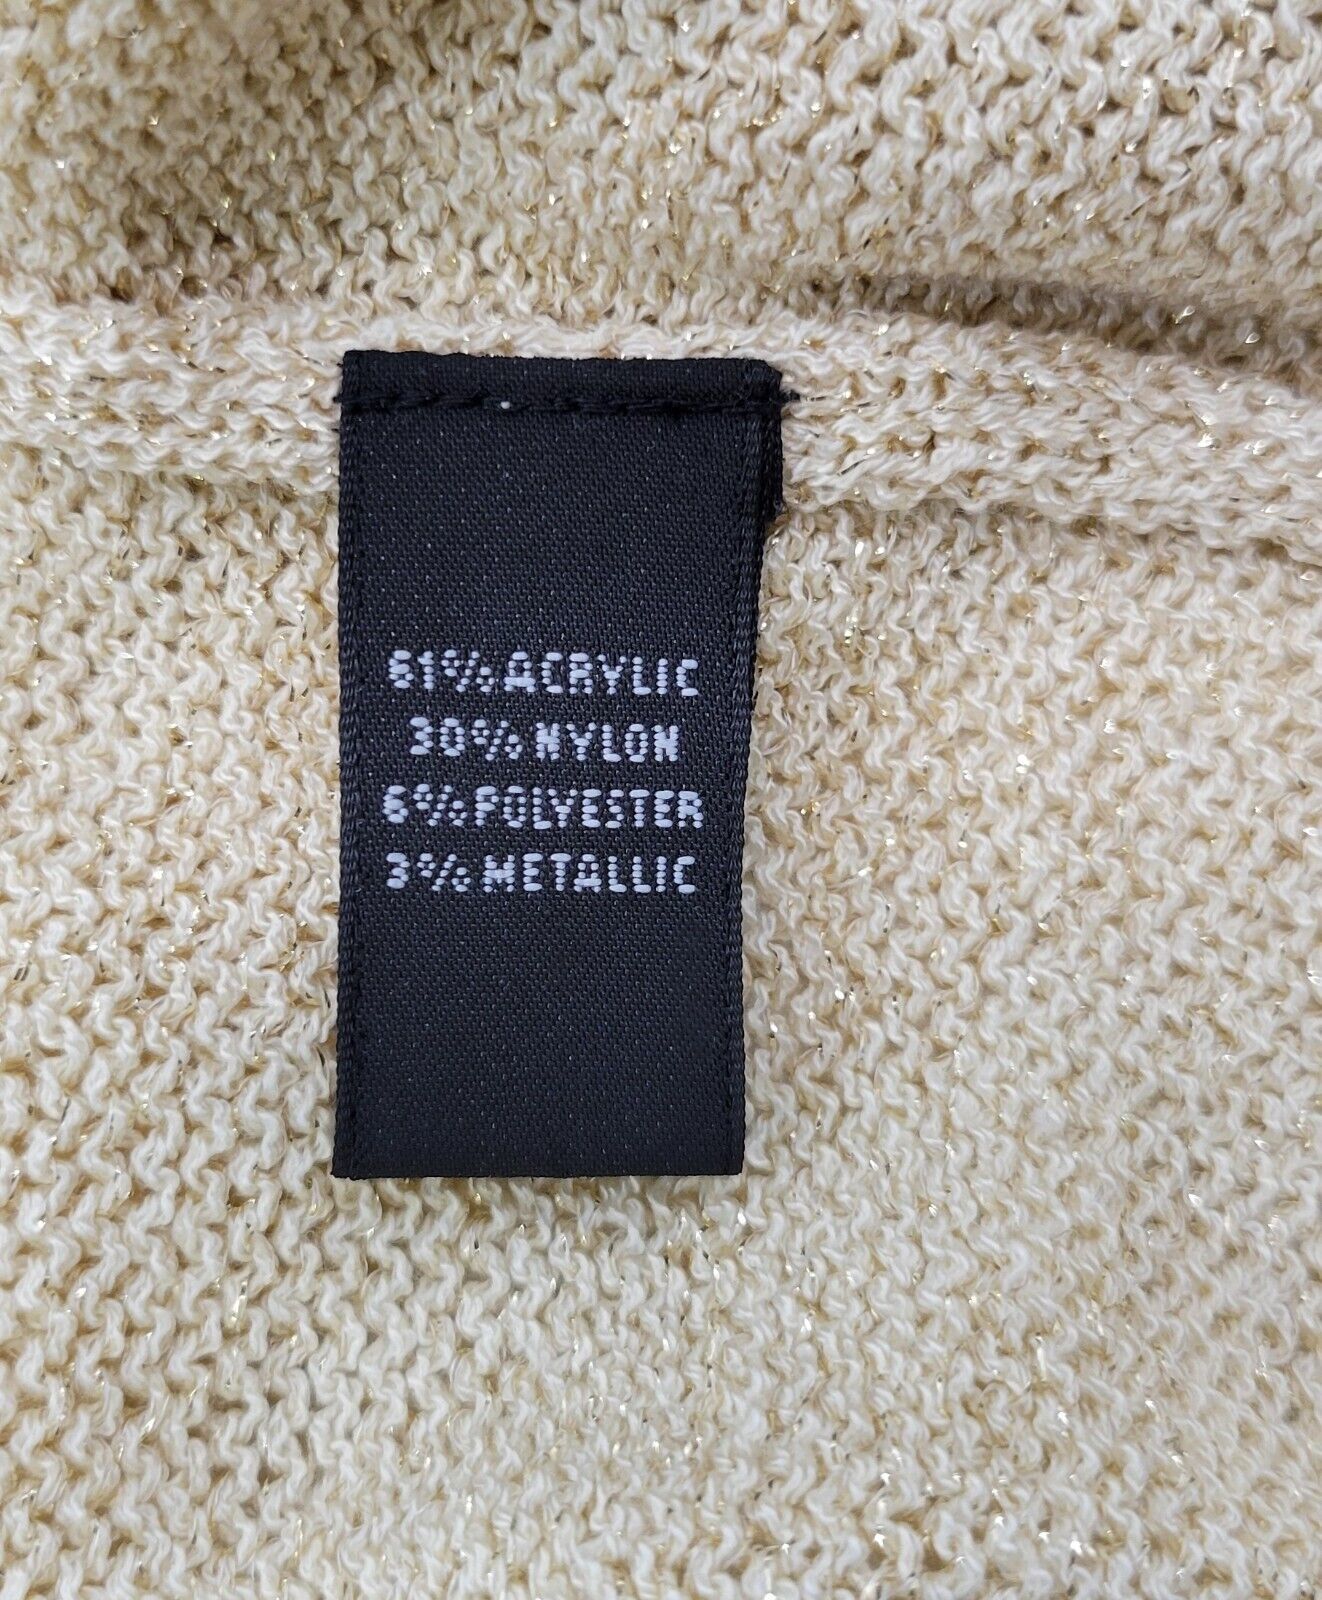 61% ACRYLIC
30% NYLON
6% POLYESTER
3% METALLIC